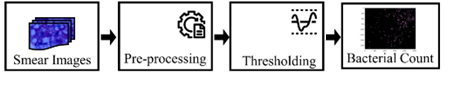 Smear Images
Pre-processing
Thresholding
Bacterial Count